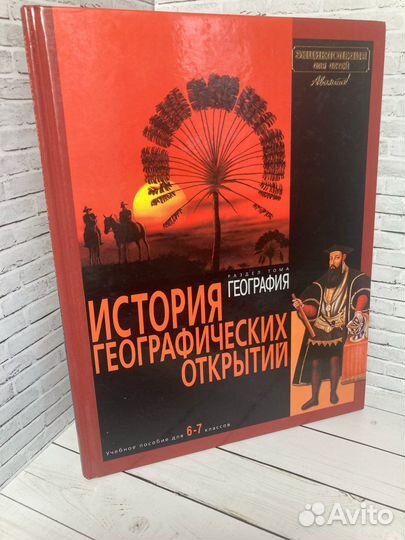 ЭНЦИКЛОПЕДИЯ
для детей
Аванта+
РАЗДЕЛ ТОМА
ГЕОГРАФИЯ
ИСТОРИЯ
ГЕОГРАФИЧЕСКИХ
ОТКРЫТИЙ
Учебное пособие для 6-7 классов
Avito